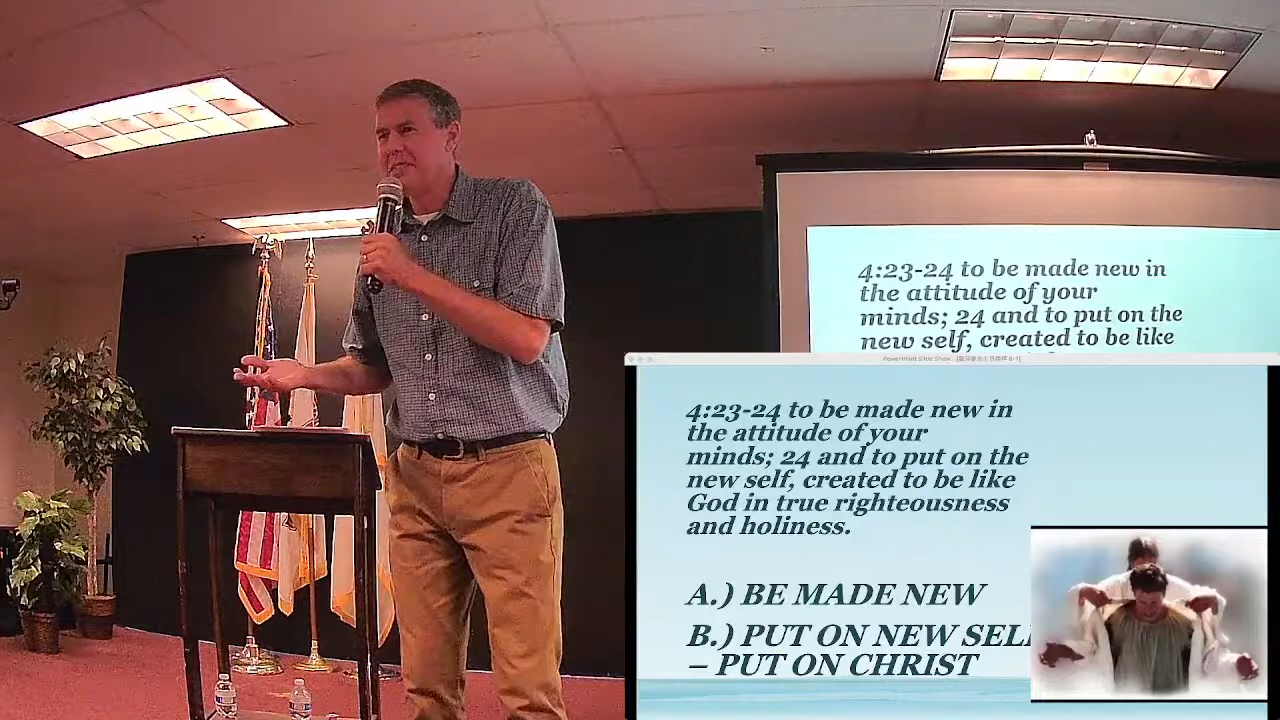 4:23-24 to be made new in
the attitude of your
minds; 24 and to put on the
new self, created to be like
PowerPoint Slide Show
4:23-24 to be made new in
the attitude of your
minds; 24 and to put on the
new self, created to be like
God in true righteousness
and holiness.
A.) BE MADE NEW
B.) PUT ON NEW SEL
– PUT ON CHRIST